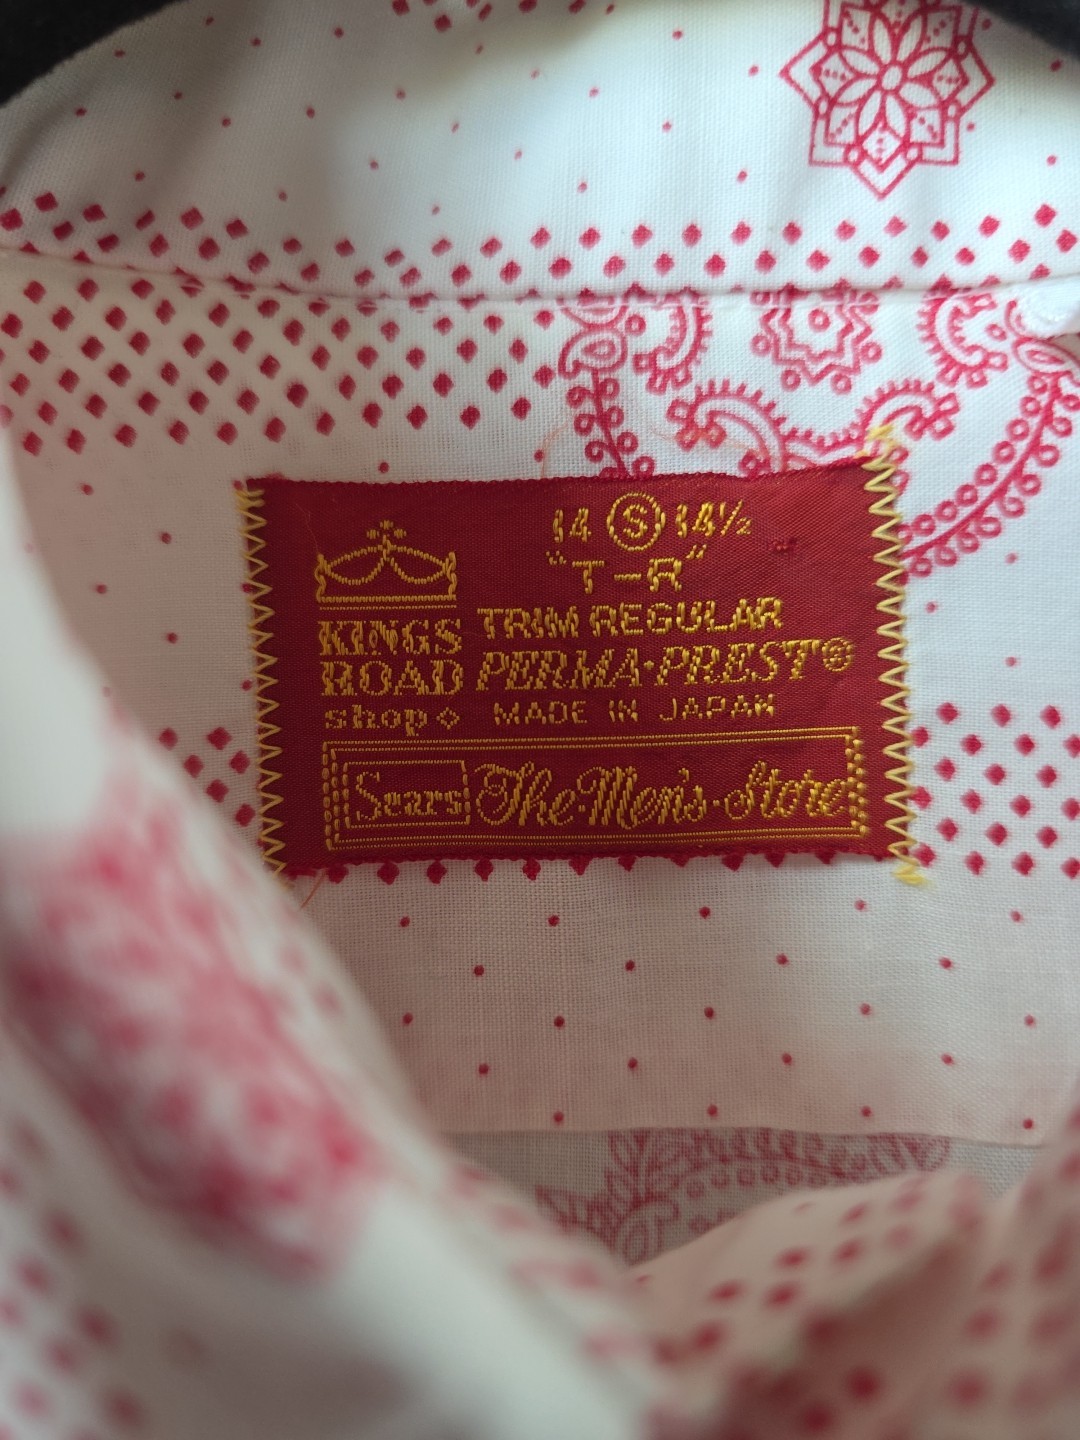 14 S 14½
"T-R"
TRIM REGULAR
PERMA·PREST®
MADE IN JAPAN
KINGS
ROAD
shop
Sears The·Men's·Store